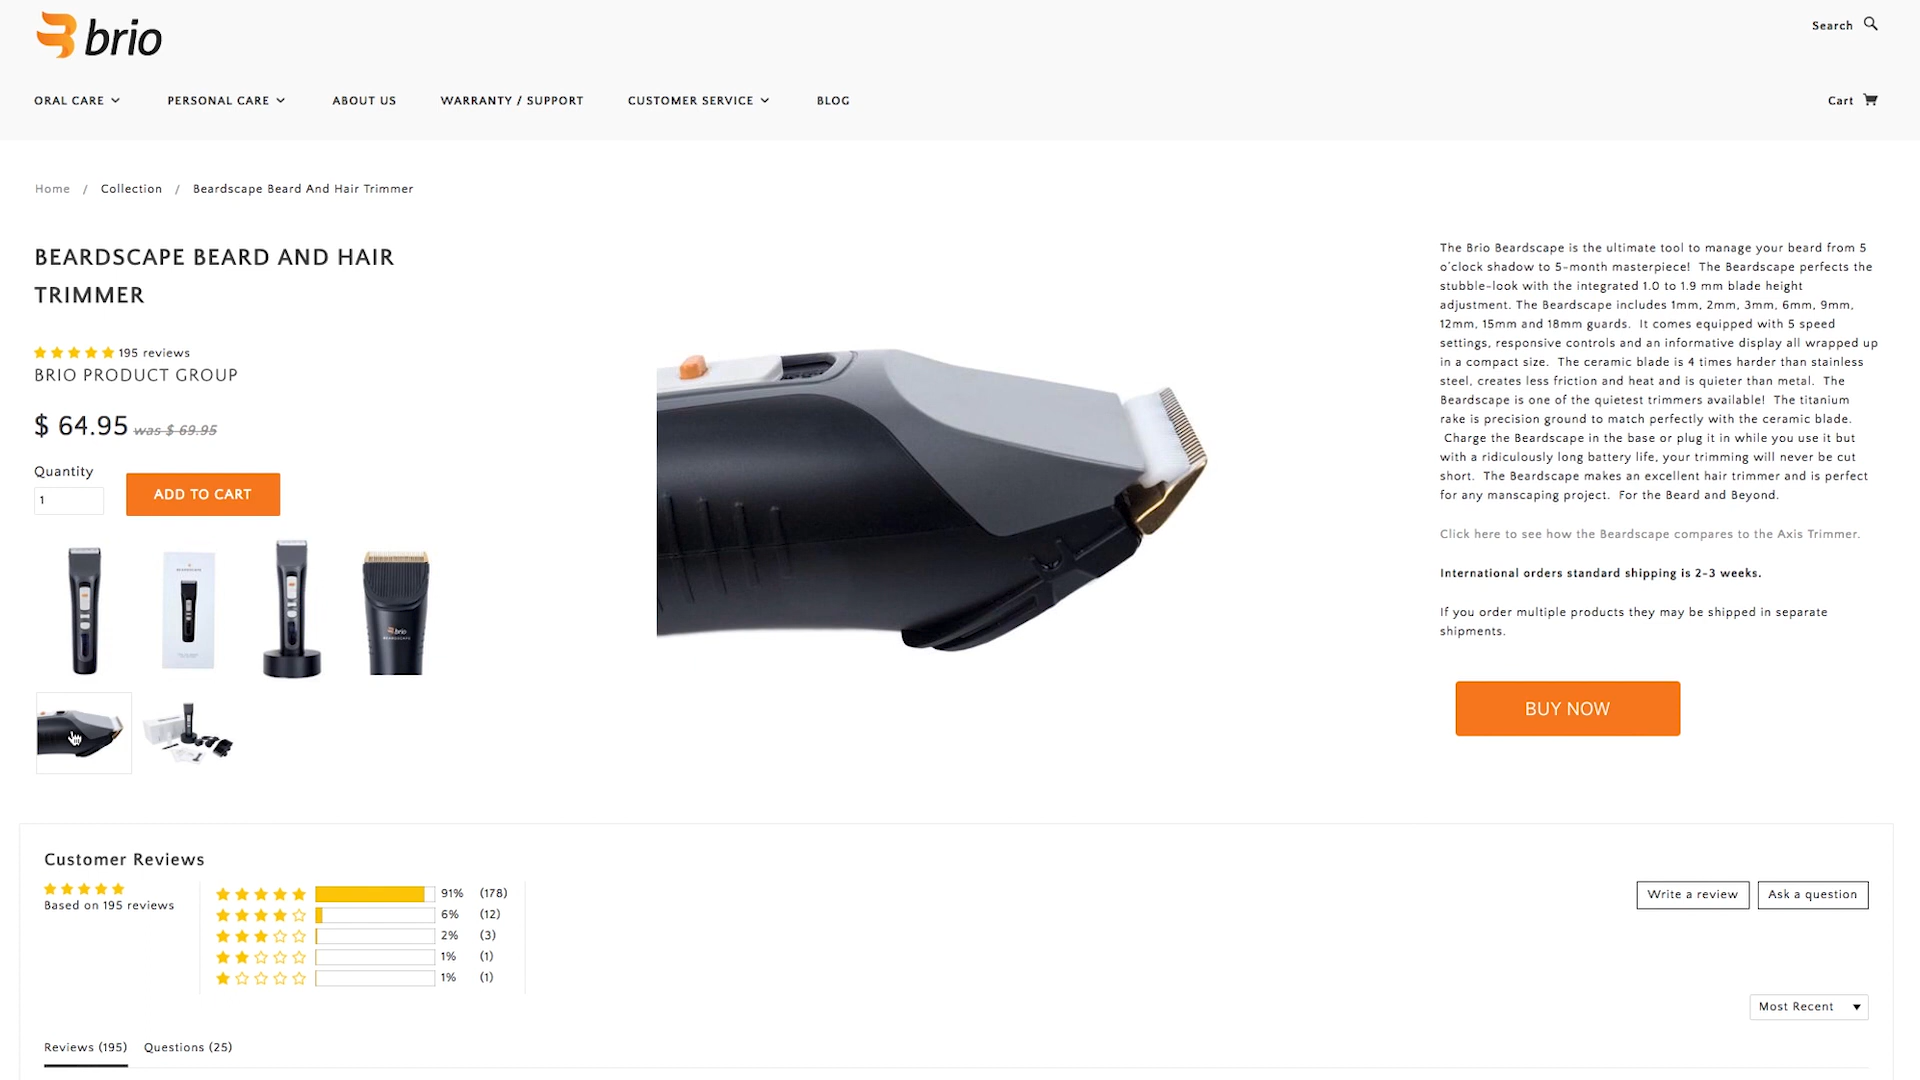 brio
Search
ORAL CARE
PERSONAL CARE
ABOUT US
WARRANTY / SUPPORT
CUSTOMER SERVICE
BLOG
Cart
Home / Collection / Beardscape Beard And Hair Trimmer
BEARDSCAPE BEARD AND HAIR
TRIMMER
195 reviews
BRIO PRODUCT GROUP
$ 64.95 was $ 69.95
Quantity
1
ADD TO CART
brio
BEARDSCAPE
The Brio Beardscape is the ultimate tool to manage your beard from 5
o'clock shadow to 5-month masterpiece! The Beardscape perfects the
stubble-look with the integrated 1.0 to 1.9 mm blade height
adjustment. The Beardscape includes 1mm, 2mm, 3mm, 6mm, 9mm,
12mm, 15mm and 18mm guards. It comes equipped with 5 speed
settings, responsive controls and an informative display all wrapped up
in a compact size. The ceramic blade is 4 times harder than stainless
steel, creates less friction and heat and is quieter than metal. The
Beardscape is one of the quietest trimmers available! The titanium
rake is precision ground to match perfectly with the ceramic blade.
Charge the Beardscape in the base or plug it in while you use it but
with a ridiculously long battery life, your trimming will never be cut
short. The Beardscape makes an excellent hair trimmer and is perfect
for any manscaping project. For the Beard and Beyond.
Click here to see how the Beardscape compares to the Axis Trimmer.
International orders standard shipping is 2-3 weeks.
If you order multiple products they may be shipped in separate
shipments.
BUY NOW
Customer Reviews
Based on 195 reviews
91% (178)
6% (12)
2% (3)
1% (1)
1% (1)
Write a review
Ask a question
Most Recent
Reviews (195)
Questions (25)